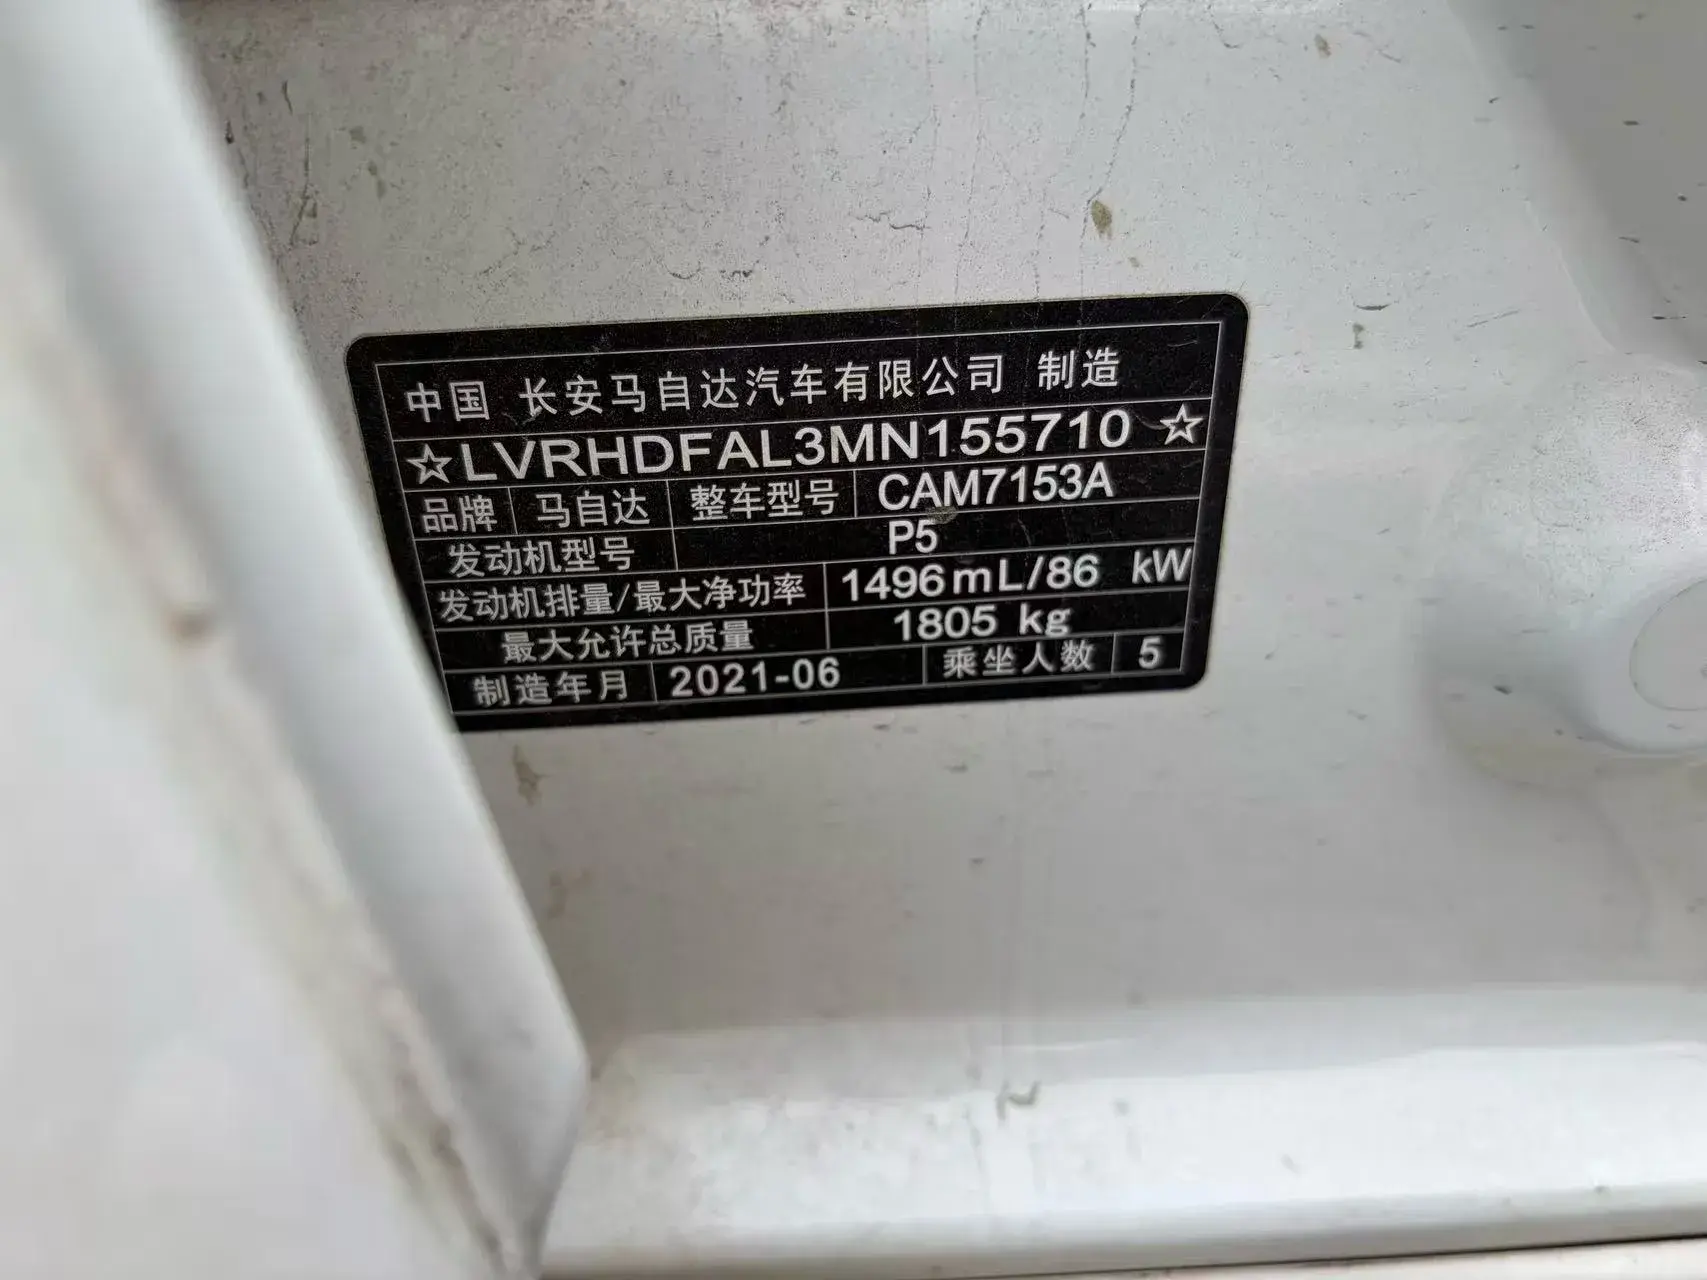 中国 长安马自达汽车有限公司 制造
☆LVRHDFAL3MN155710☆
品牌 马自达 整车型号 CAM7153A
发动机型号 P5
发动机排量/最大净功率 1496mL/86 kW
最大允许总质量 1805 kg
制造年月 2021-06 乘坐人数 5